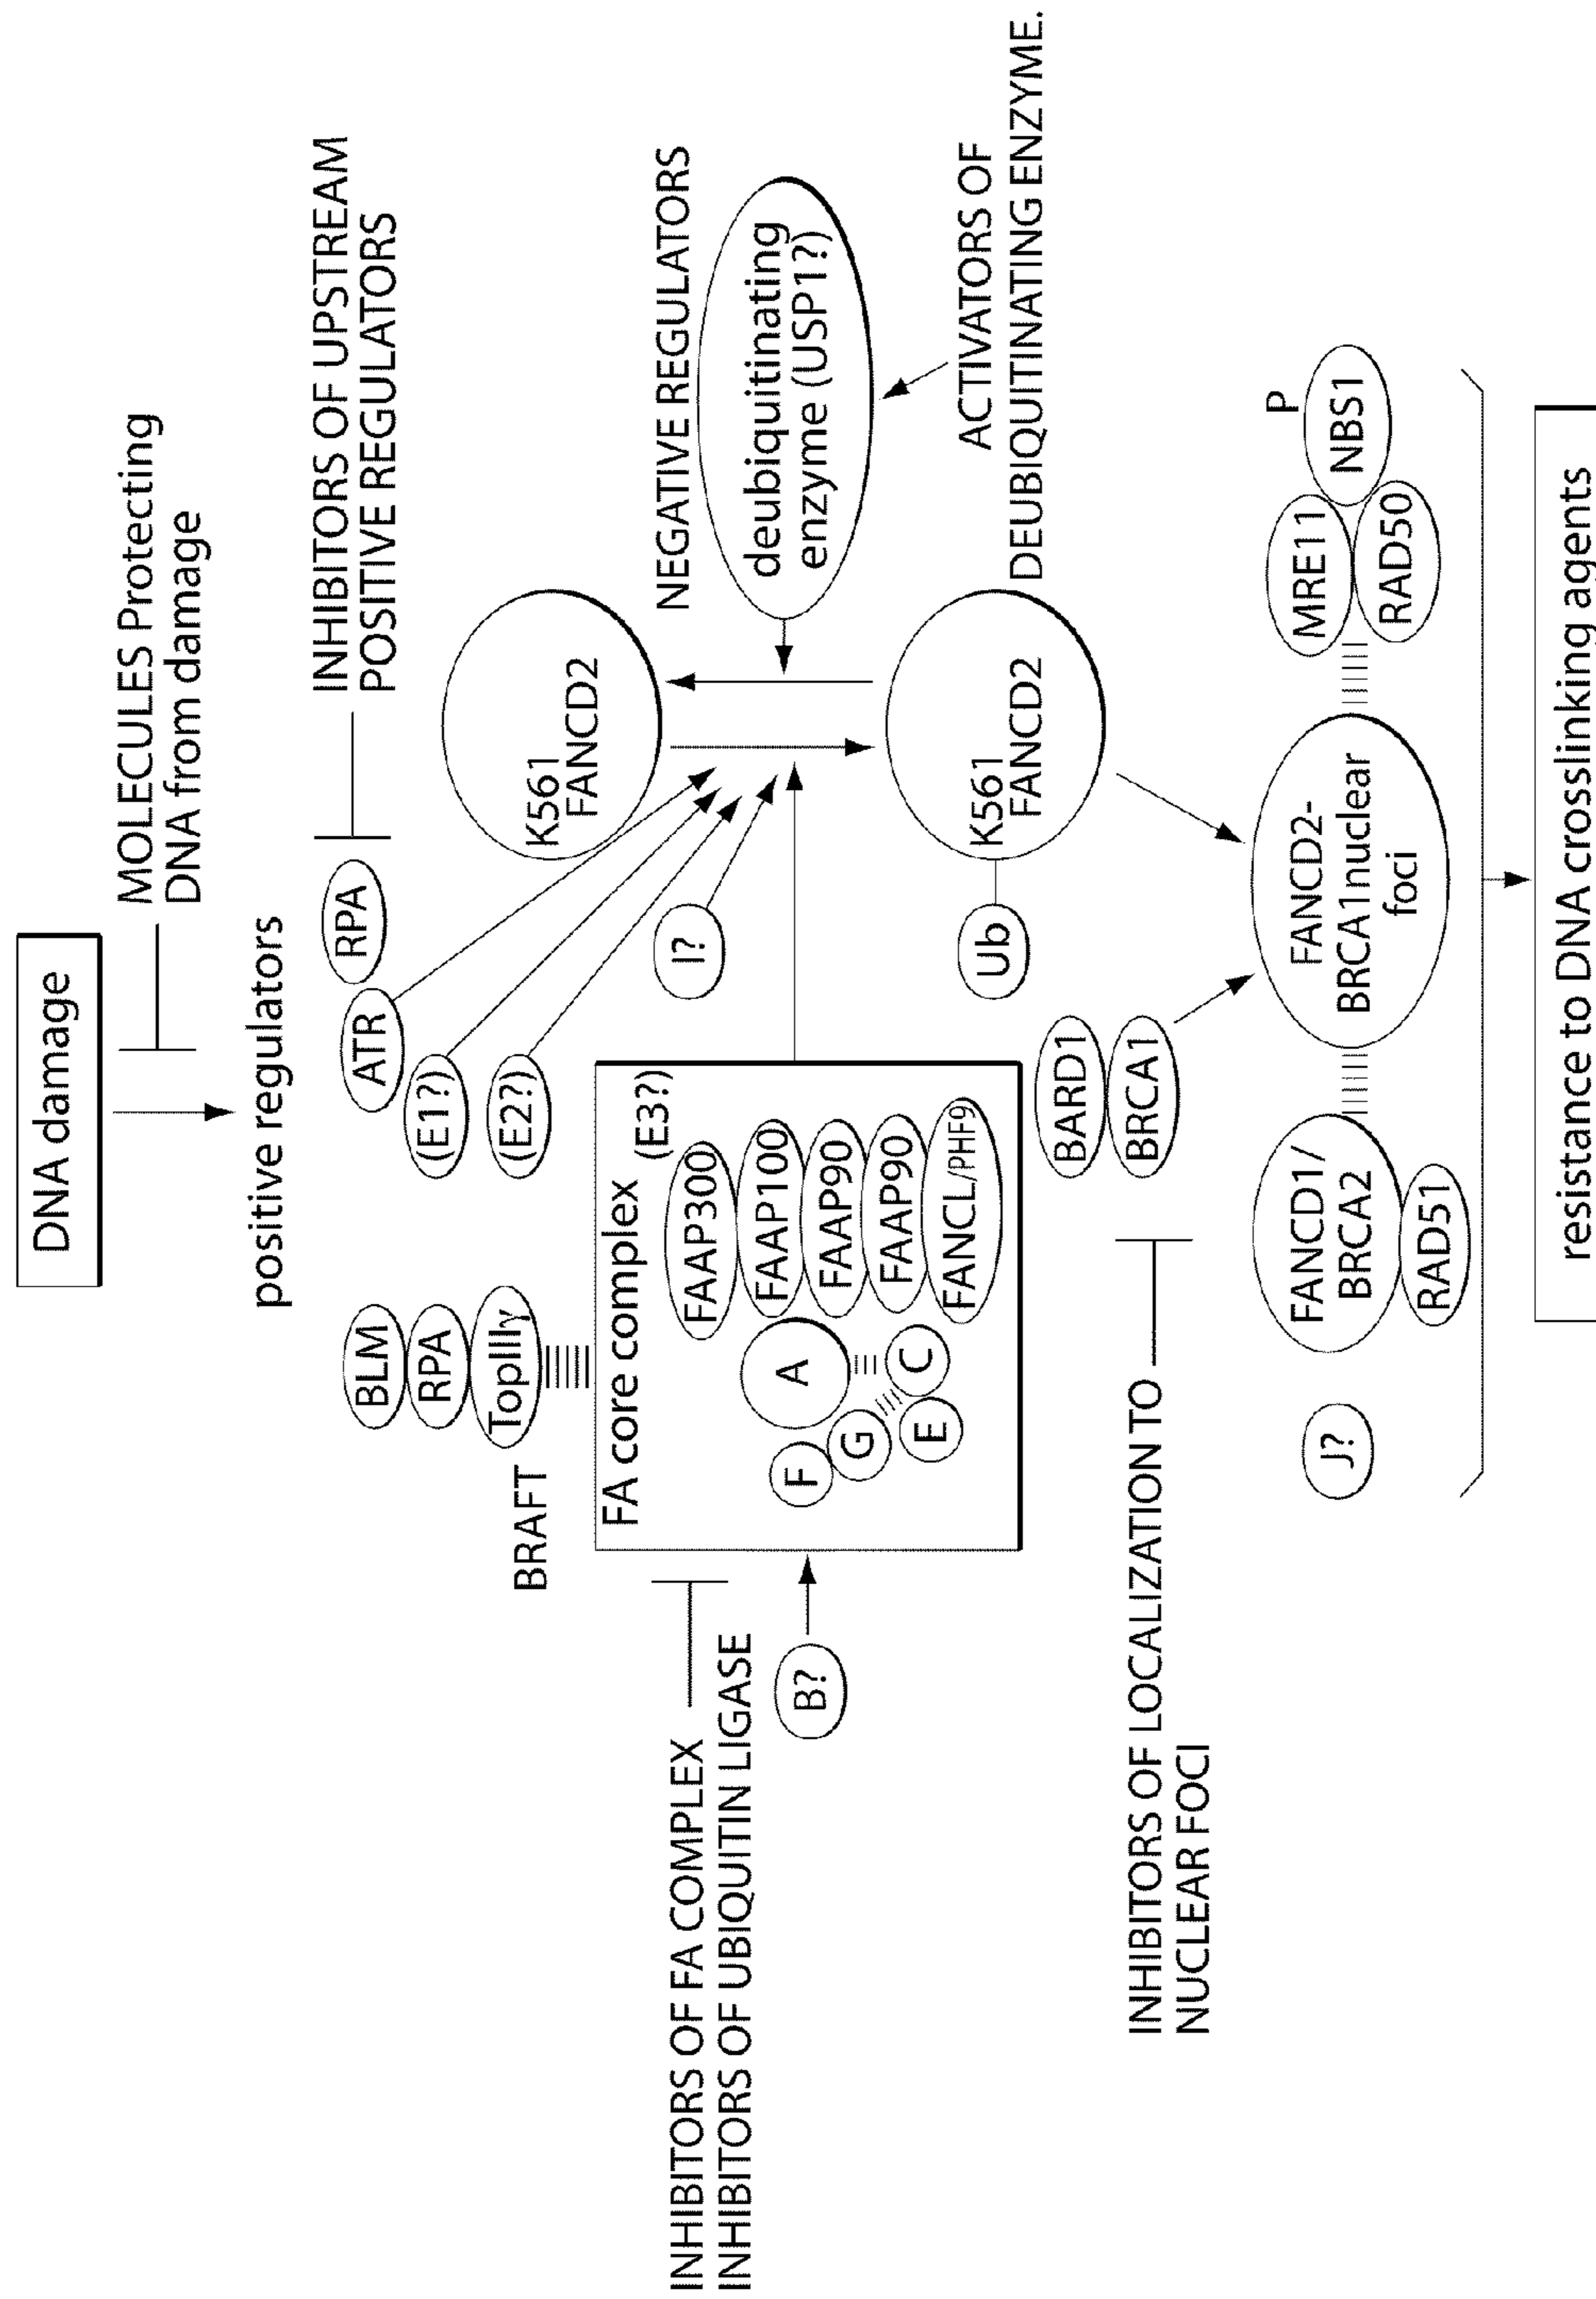 DNA damage
MOLECULES Protecting
DNA from damage
positive regulators
INHIBITORS OF UPSTREAM
POSITIVE REGULATORS
BLM
RPA
TopIIIγ
BRAFT
ATR
RPA
(E1?)
(E2?)
I?
K561
FANCD2
NEGATIVE REGULATORS
deubiquitinating
enzyme (USP1?)
ACTIVATORS OF
DEUBIQUITINATING ENZYME.
INHIBITORS OF FA COMPLEX
INHIBITORS OF UBIQUITIN LIGASE
B?
FA core complex
(E3?)
FAAP300
FAAP100
FAAP90
FAAP90
FANCL/PHF9
A
F
G
C
E
Ub
K561
FANCD2
BARD1
BRCA1
INHIBITORS OF LOCALIZATION TO
NUCLEAR FOCI
J?
FANCD1/
BRCA2
RAD51
FANCD2-
BRCA1nuclear
foci
MRE11
P
NBS1
RAD50
resistance to DNA crosslinking agents